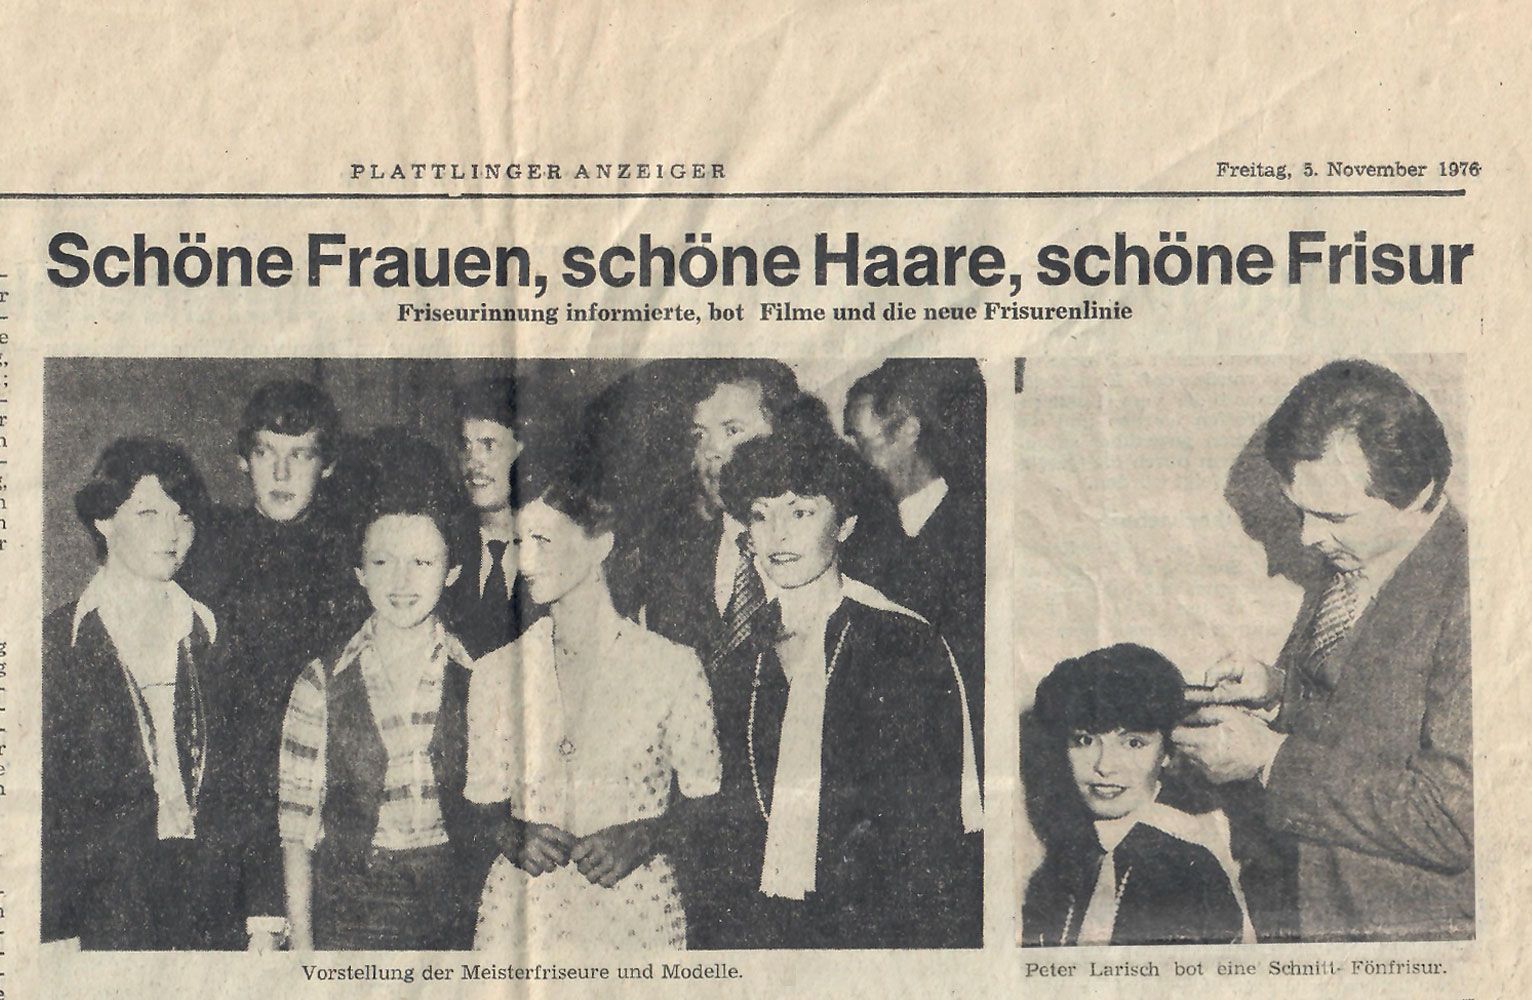 PLATTLINGER ANZEIGER
Freitag, 5. November 1976
Schöne Frauen, schöne Haare, schöne Frisur
Friseurinnung informierte, bot Filme und die neue Frisurenlinie
Vorstellung der Meisterfriseure und Modelle.
Peter Larisch bot eine Schnitt- Fönfrisur.